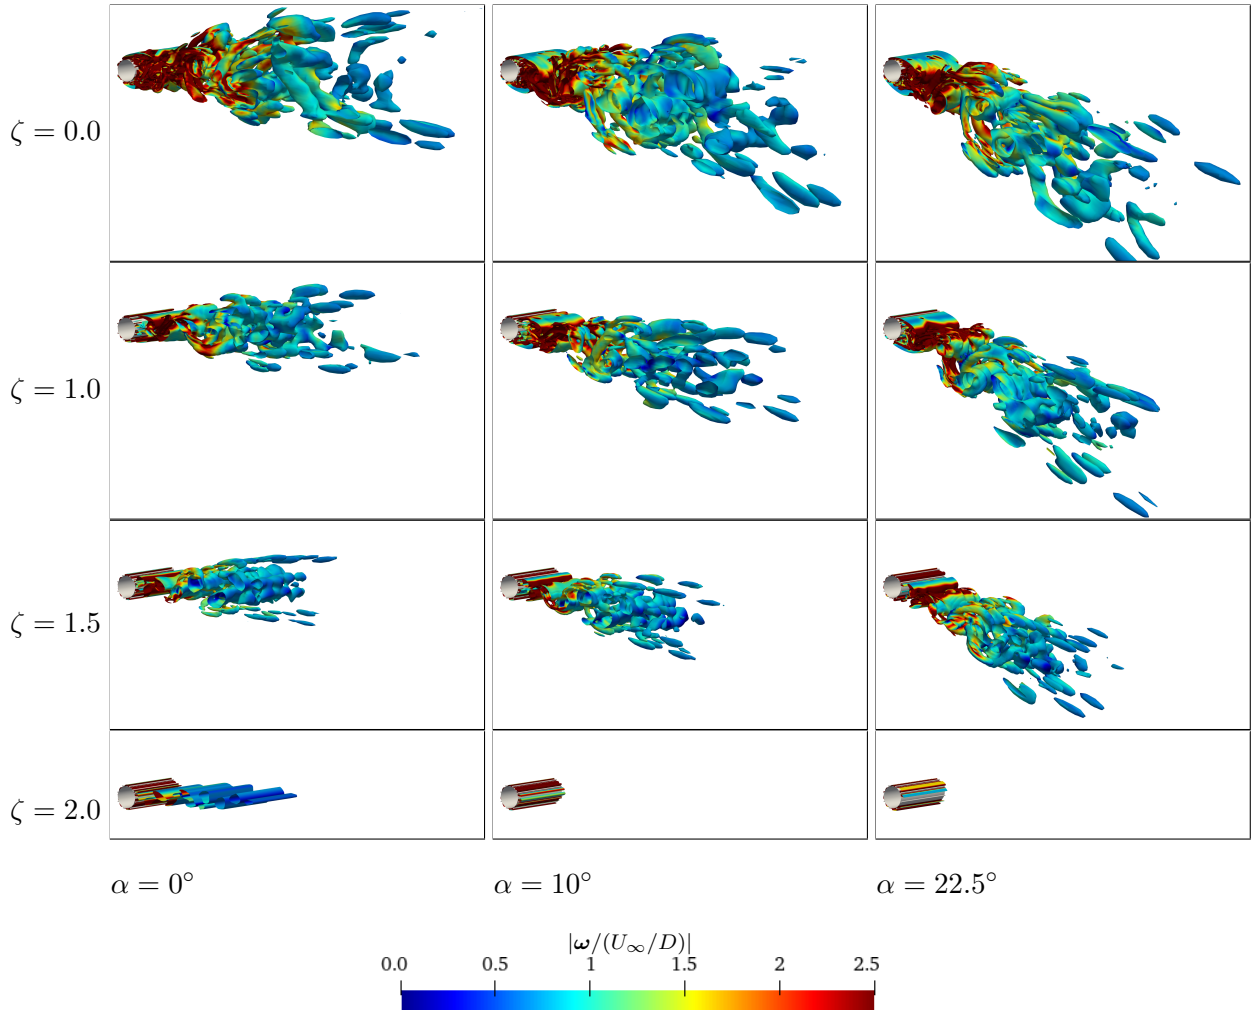 ζ = 0.0
ζ = 1.0
ζ = 1.5
ζ = 2.0
α = 0° α = 10° α = 22.5°
|ω/(U∞/D)|
0.0 0.5 1 1.5 2 2.5